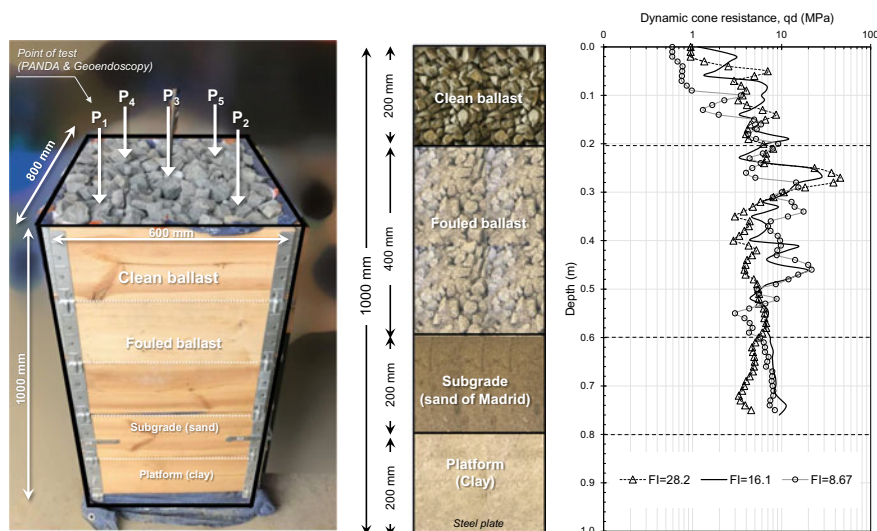 Point of test
(PANDA & Geoendoscopy)
P1
P4
P3
P5
P2
800 mm
600 mm
1000 mm
Clean ballast
Fouled ballast
Subgrade (sand)
Platform (clay)
1000 mm
200 mm
400 mm
200 mm
200 mm
Clean ballast
Fouled ballast
Subgrade
(sand of Madrid)
Platform
(Clay)
Steel plate
Dynamic cone resistance, qd (MPa)
0 1 10 100
Depth (m)
0.0
0.1
0.2
0.3
0.4
0.5
0.6
0.7
0.8
0.9
1.0
FI=28.2 FI=16.1 FI=8.67